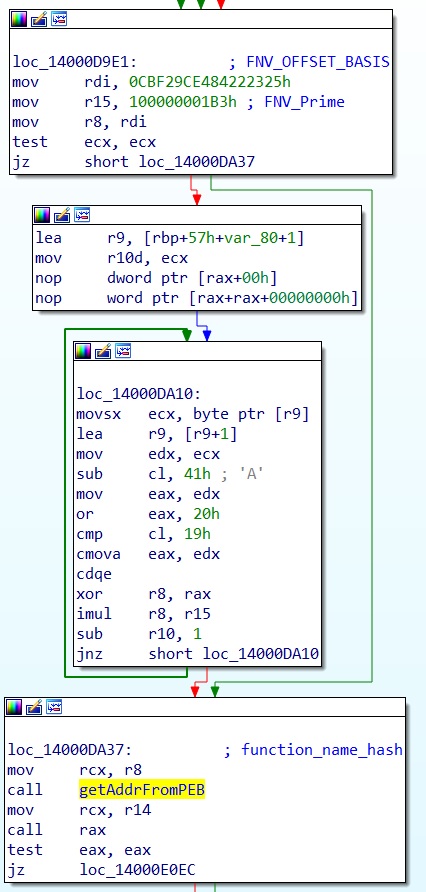 loc_14000D9E1: ; FNV_OFFSET_BASIS
mov rdi, 0CBF29CE484222325h
mov r15, 100000001B3h ; FNV_Prime
mov r8, rdi
test ecx, ecx
jz short loc_14000DA37
lea r9, [rbp+57h+var_80+1]
mov r10d, ecx
nop dword ptr [rax+00h]
nop word ptr [rax+rax+00000000h]
loc_14000DA10:
movsx ecx, byte ptr [r9]
lea r9, [r9+1]
mov edx, ecx
sub cl, 41h ; 'A'
mov eax, edx
or eax, 20h
cmp cl, 19h
cmova eax, edx
cdqe
xor r8, rax
imul r8, r15
sub r10, 1
jnz short loc_14000DA10
loc_14000DA37: ; function_name_hash
mov rcx, r8
call getAddrFromPEB
mov rcx, r14
call rax
test eax, eax
jz loc_14000E0EC